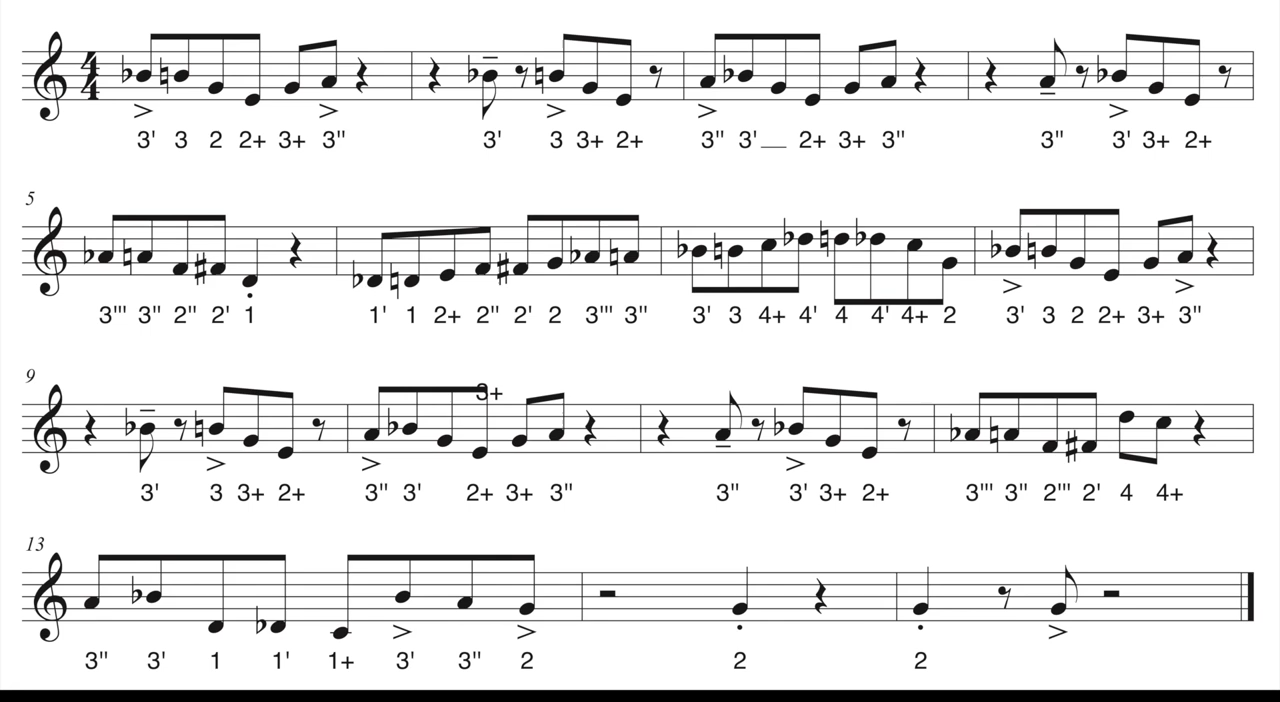 4
4
3' 3 2 2+ 3+ 3" 3' 3 3+ 2+ 3" 3'__ 2+ 3+ 3" 3" 3' 3+ 2+
5
3'" 3" 2" 2' 1 1' 1 2+ 2" 2' 2 3'" 3" 3' 3 4+ 4' 4 4' 4+ 2 3' 3 2 2+ 3+ 3"
9
3+
3' 3 3+ 2+ 3" 3' 2+ 3+ 3" 3" 3' 3+ 2+ 3'" 3" 2'" 2' 4 4+
13
3" 3' 1 1' 1+ 3' 3" 2 2 2